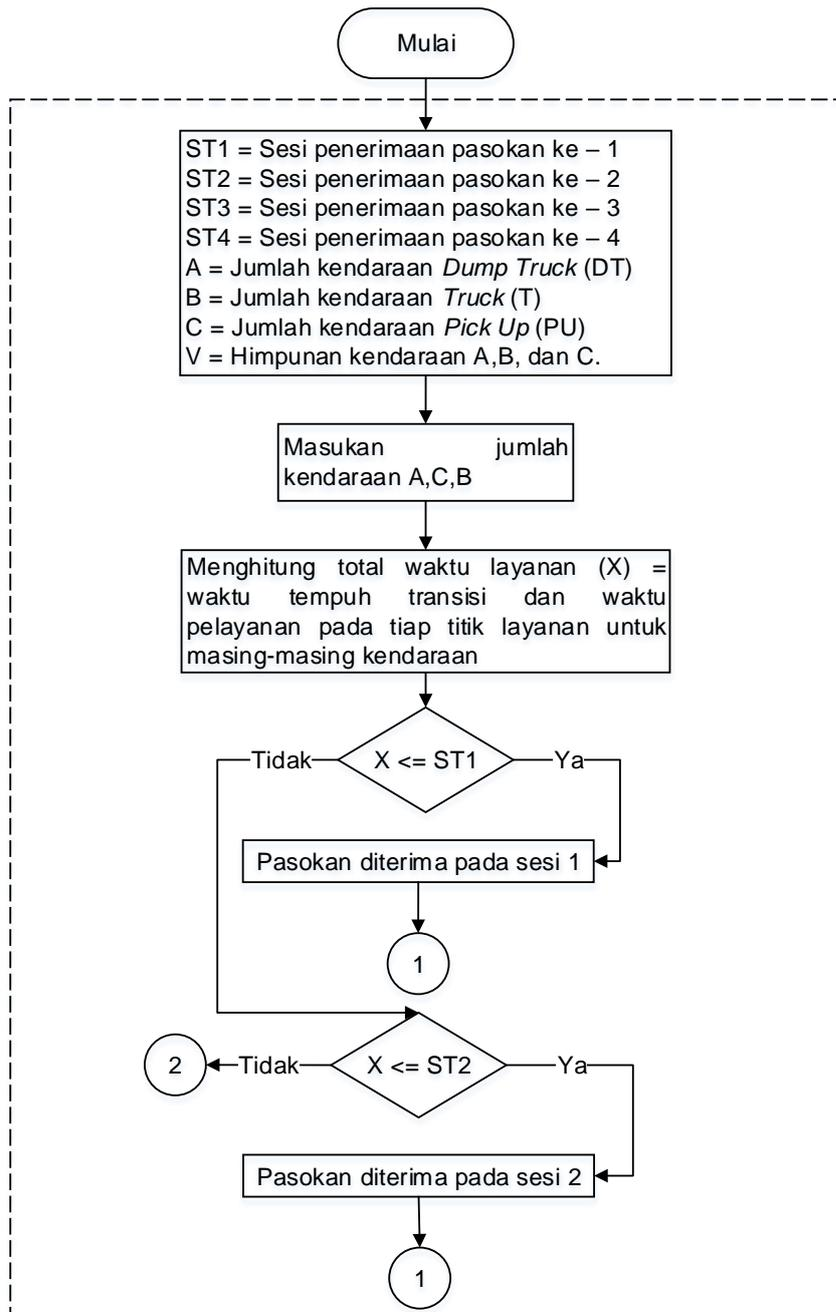 Mulai
ST1 = Sesi penerimaan pasokan ke – 1
ST2 = Sesi penerimaan pasokan ke – 2
ST3 = Sesi penerimaan pasokan ke – 3
ST4 = Sesi penerimaan pasokan ke – 4
A = Jumlah kendaraan Dump Truck (DT)
B = Jumlah kendaraan Truck (T)
C = Jumlah kendaraan Pick Up (PU)
V = Himpunan kendaraan A,B, dan C.
Masukan jumlah
kendaraan A,C,B
Menghitung total waktu layanan (X) =
waktu tempuh transisi dan waktu
pelayanan pada tiap titik layanan untuk
masing-masing kendaraan
Tidak
X <= ST1
Ya
Pasokan diterima pada sesi 1
1
2
Tidak
X <= ST2
Ya
Pasokan diterima pada sesi 2
1